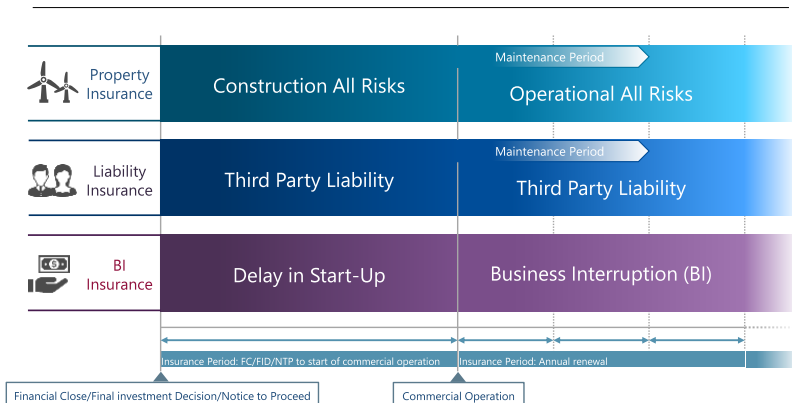 Property
Insurance
Construction All Risks
Maintenance Period
Operational All Risks
Liability
Insurance
Third Party Liability
Maintenance Period
Third Party Liability
BI
Insurance
Delay in Start-Up
Business Interruption (BI)
Insurance Period: FC/FID/NTP to start of commercial operation
Insurance Period: Annual renewal
Financial Close/Final investment Decision/Notice to Proceed
Commercial Operation